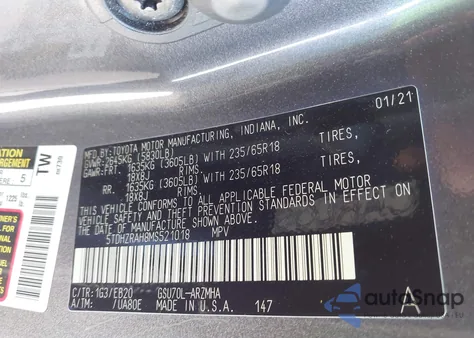 MFD. BY: TOYOTA MOTOR MANUFACTURING, INDIANA, INC.
01/21
GVWR 2645KG (5830LB)
GAWR: FRT. 1635KG (3605LB) WITH 235/65R18 TIRES,
18X8J RIMS
RR. 1635KG (3605LB) WITH 235/65R18 TIRES,
18X8J RIMS
THIS VEHICLE CONFORMS TO ALL APPLICABLE FEDERAL MOTOR
VEHICLE SAFETY, BUMPER, AND THEFT PREVENTION STANDARDS
IN EFFECT ON THE DATE OF MANUFACTURE SHOWN ABOVE.
5TDHZRAH8MS521018 MPV
C/TR: 1G3/EB20 GSU70L-ARZMHA
A/TM: /UA80E MADE IN U.S.A. 147 A
TW
5
autoSnap